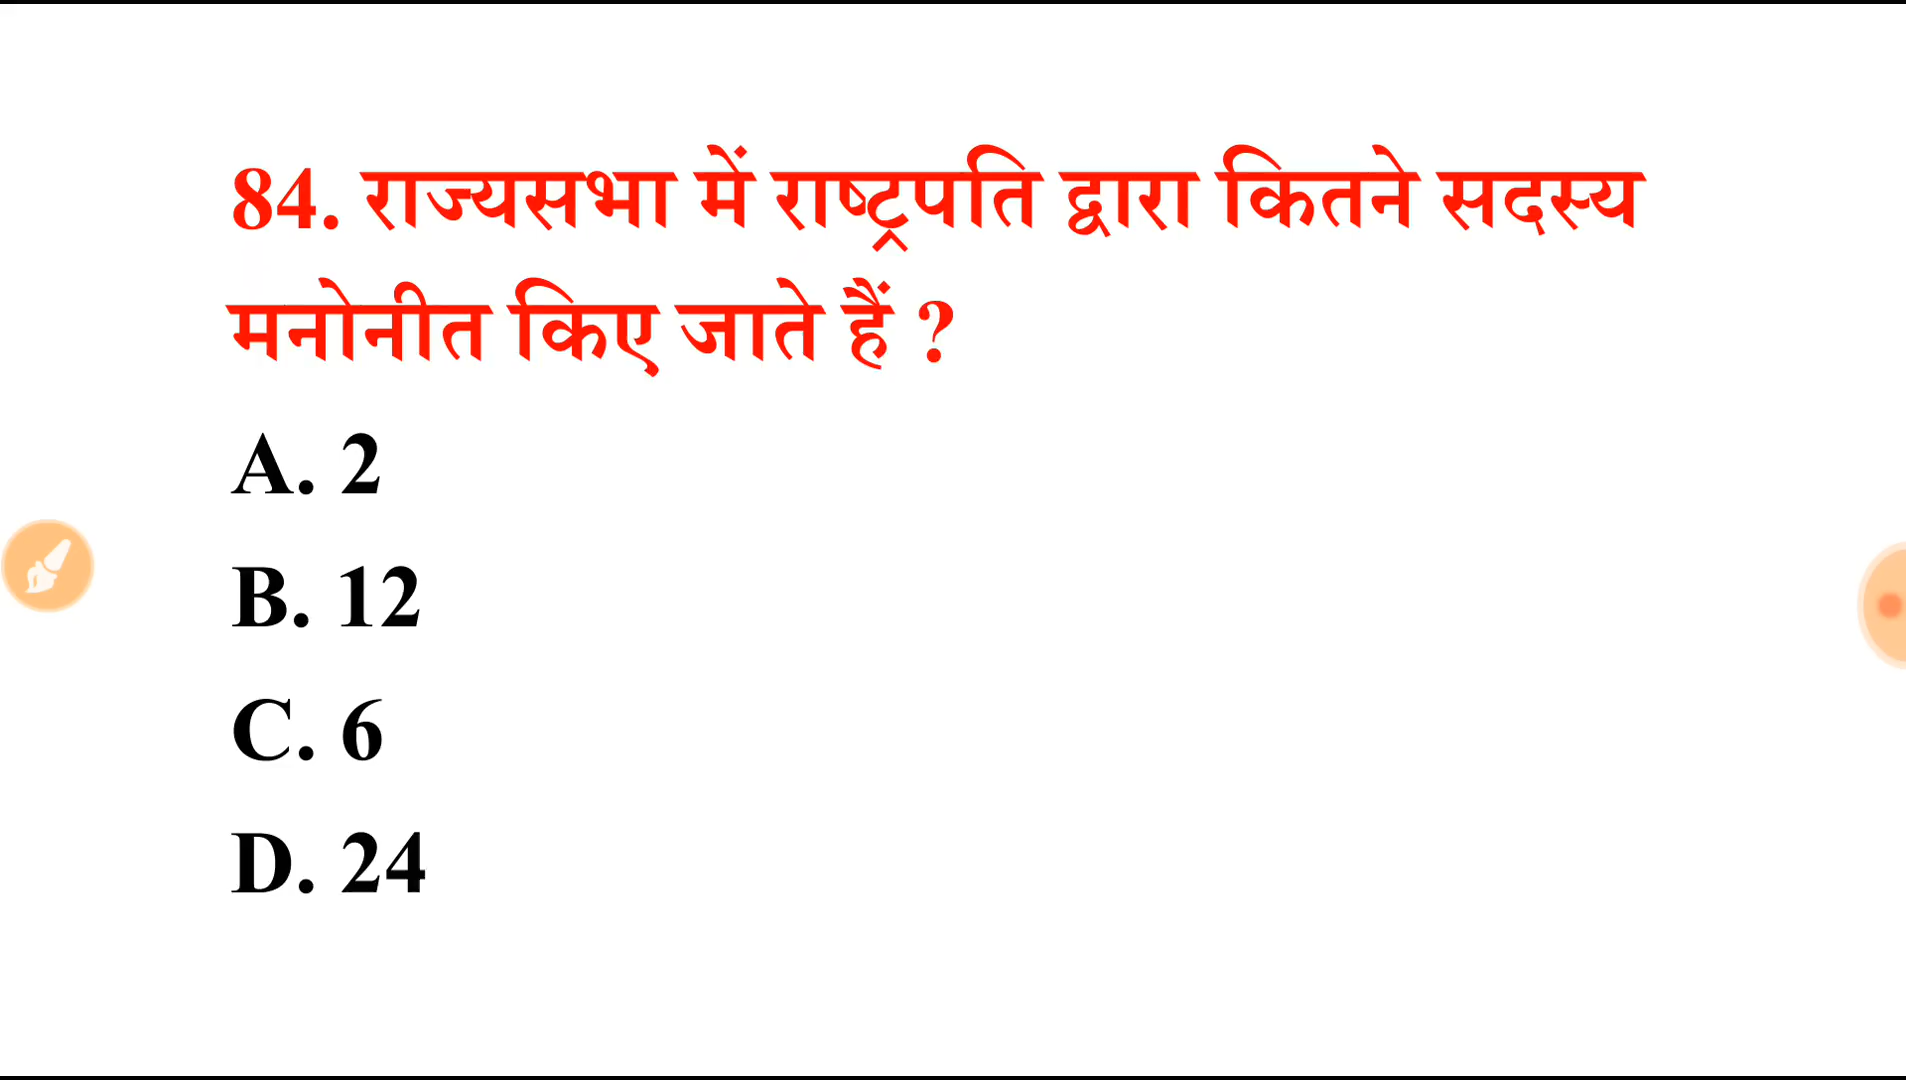 84. राज्यसभा में राष्ट्रपति द्वारा कितने सदस्य
मनोनीत किए जाते हैं ?
A. 2
B. 12
C. 6
D. 24